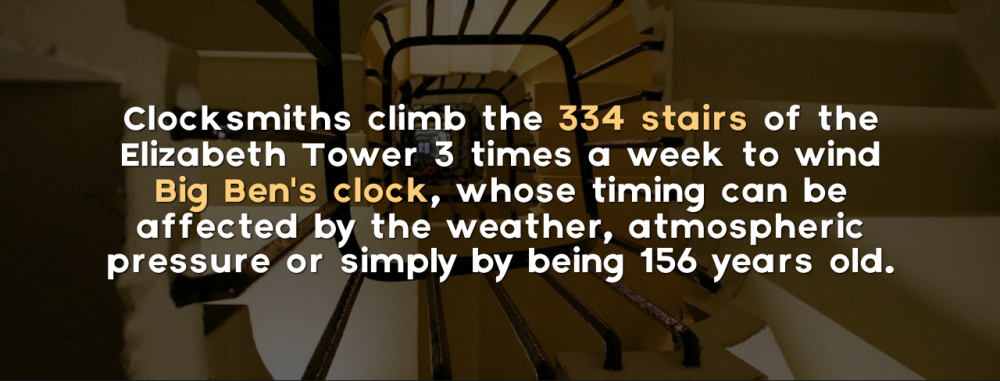 Clocksmiths climb the 334 stairs of the
Elizabeth Tower 3 times a week to wind
Big Ben's clock, whose timing can be
affected by the weather, atmospheric
pressure or simply by being 156 years old.